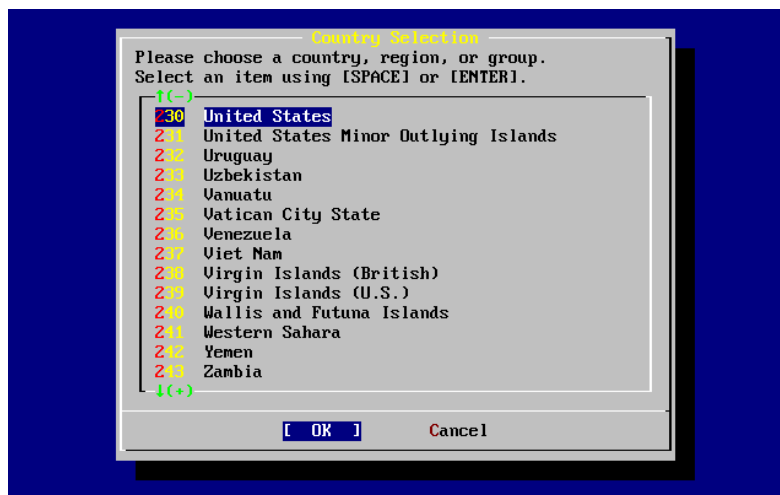 Country Selection
Please choose a country, region, or group.
Select an item using [SPACE] or [ENTER].
↑(-)
230 United States
231 United States Minor Outlying Islands
232 Uruguay
233 Uzbekistan
234 Vanuatu
235 Vatican City State
236 Venezuela
237 Viet Nam
238 Virgin Islands (British)
239 Virgin Islands (U.S.)
240 Wallis and Futuna Islands
241 Western Sahara
242 Yemen
243 Zambia
↓(+)
[ OK ] Cancel